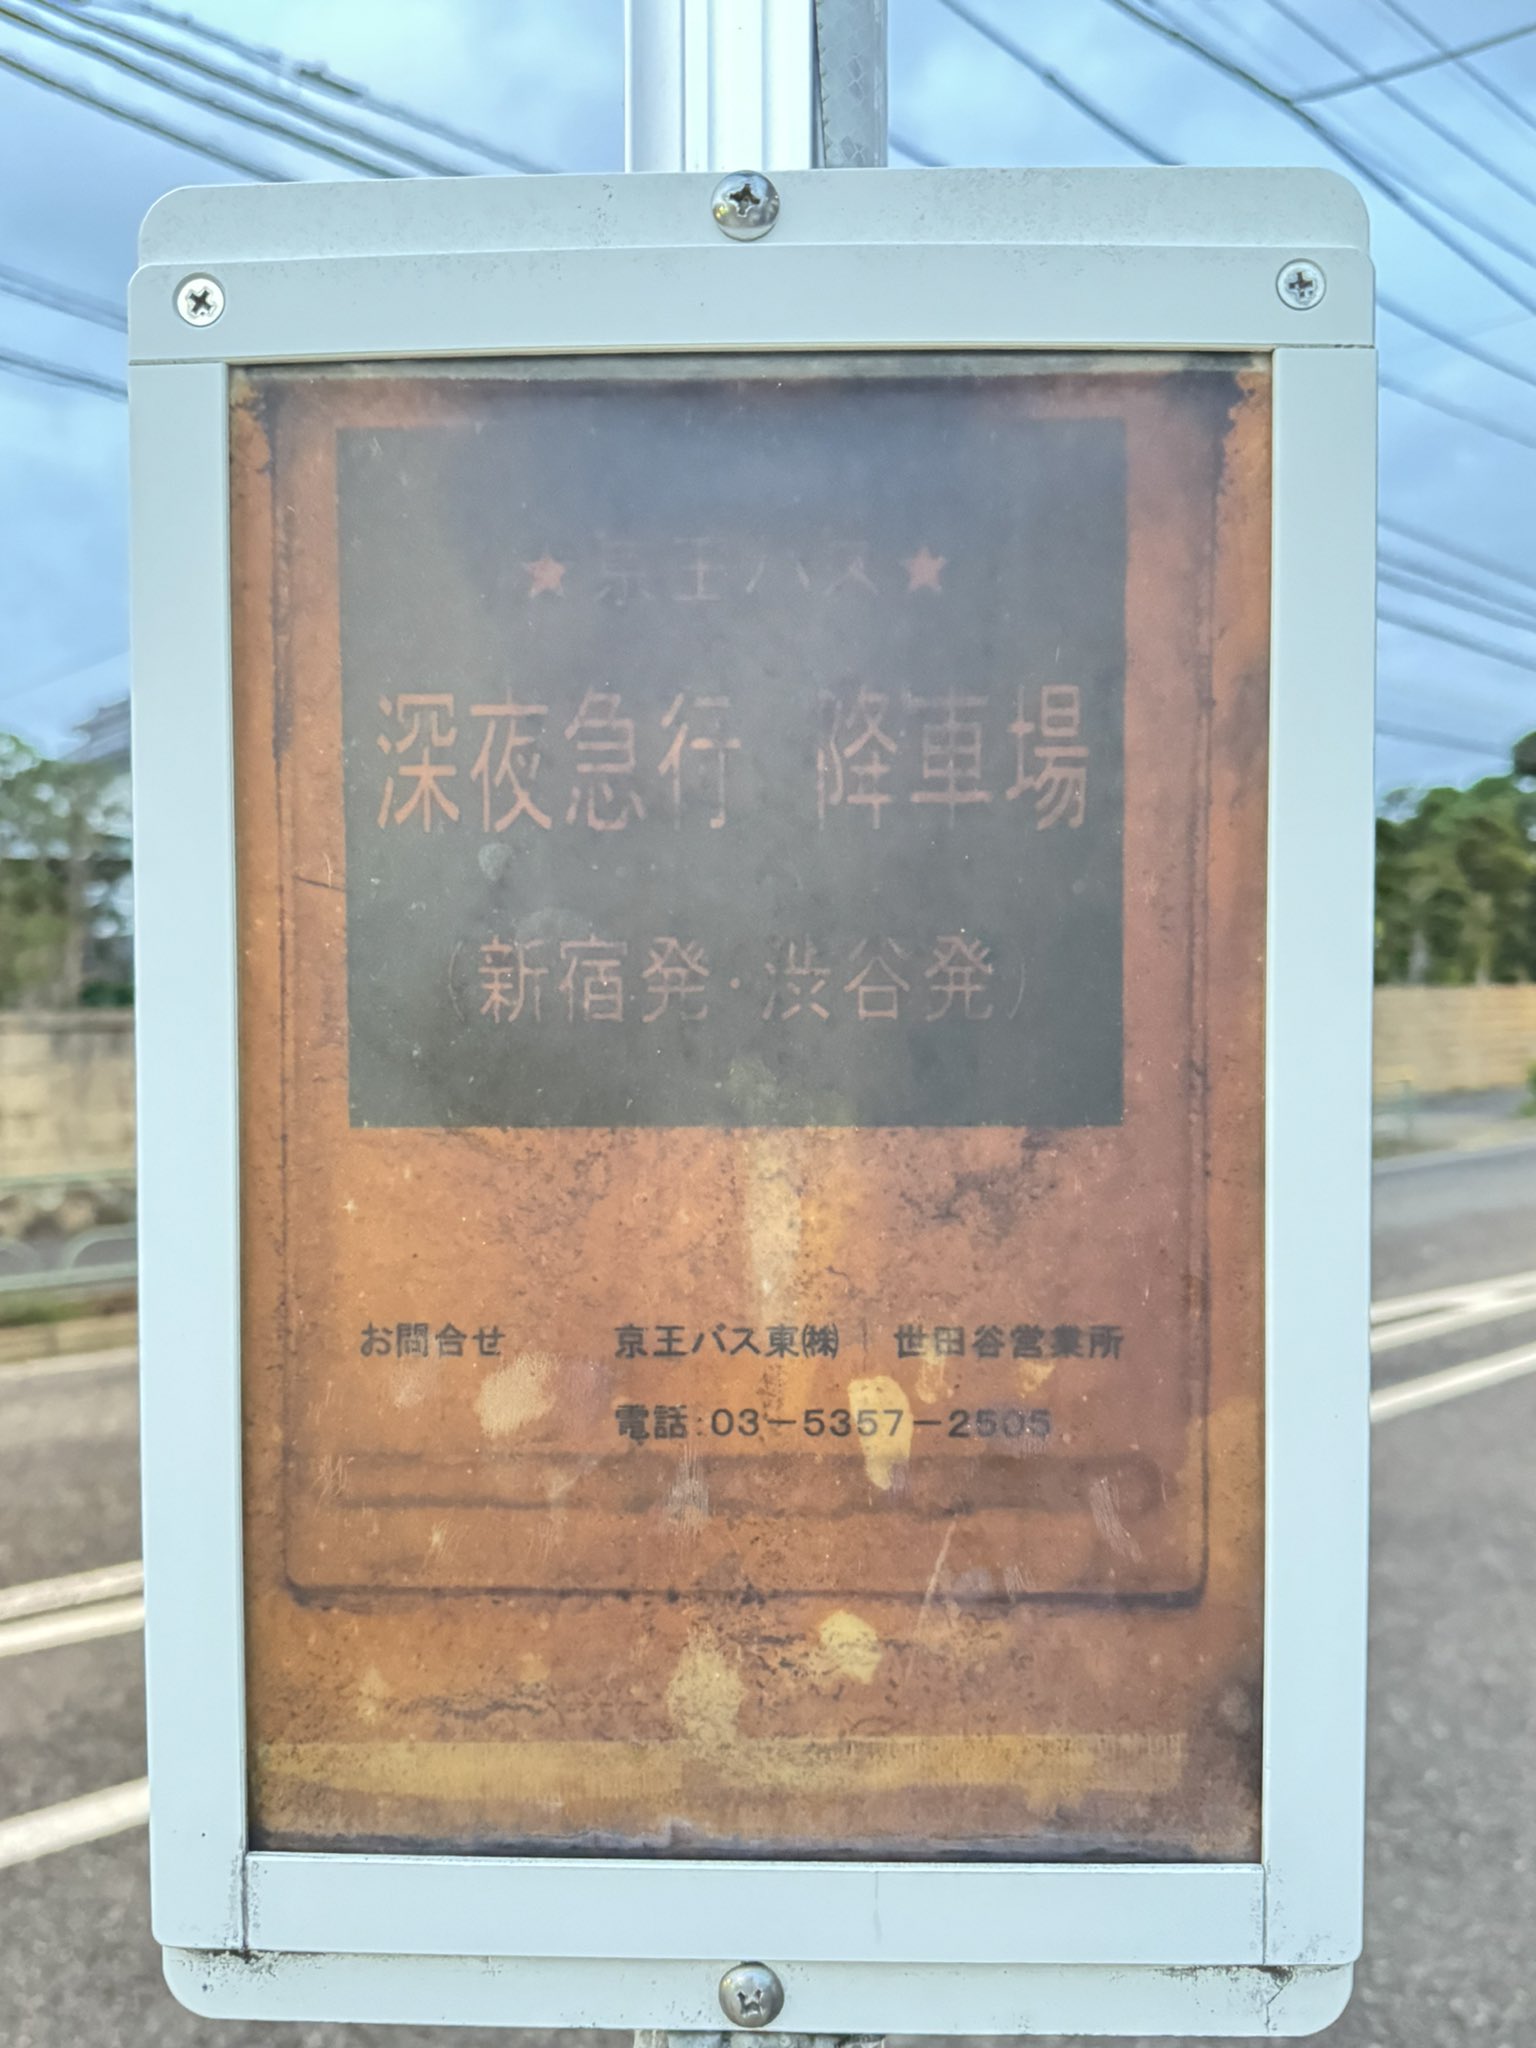 ★京王バス★
深夜急行 降車場
(新宿発・渋谷発)
お問合せ 京王バス東㈱ 世田谷営業所
電話:03-5357-2505